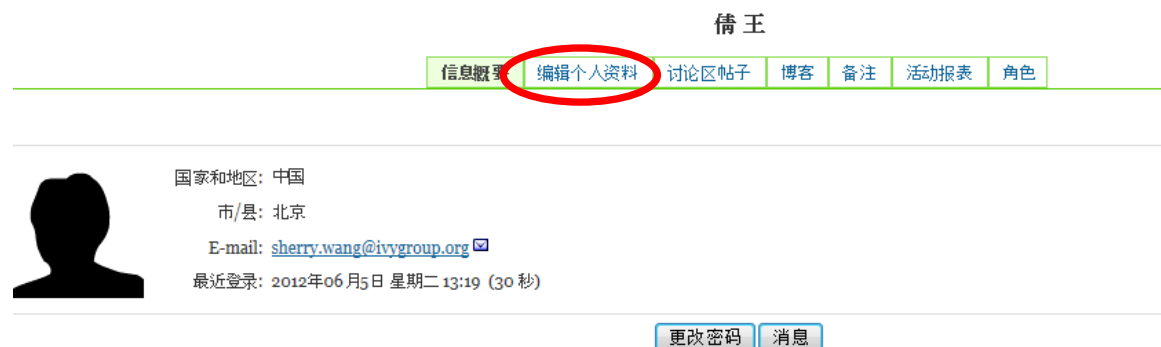 倩 王
信息概要 编辑个人资料 讨论区帖子 博客 备注 活动报表 角色
国家和地区: 中国
市/县: 北京
E-mail: sherry.wang@ivygroup.org
最近登录: 2012年06月5日 星期二 13:19 (30 秒)
更改密码 消息